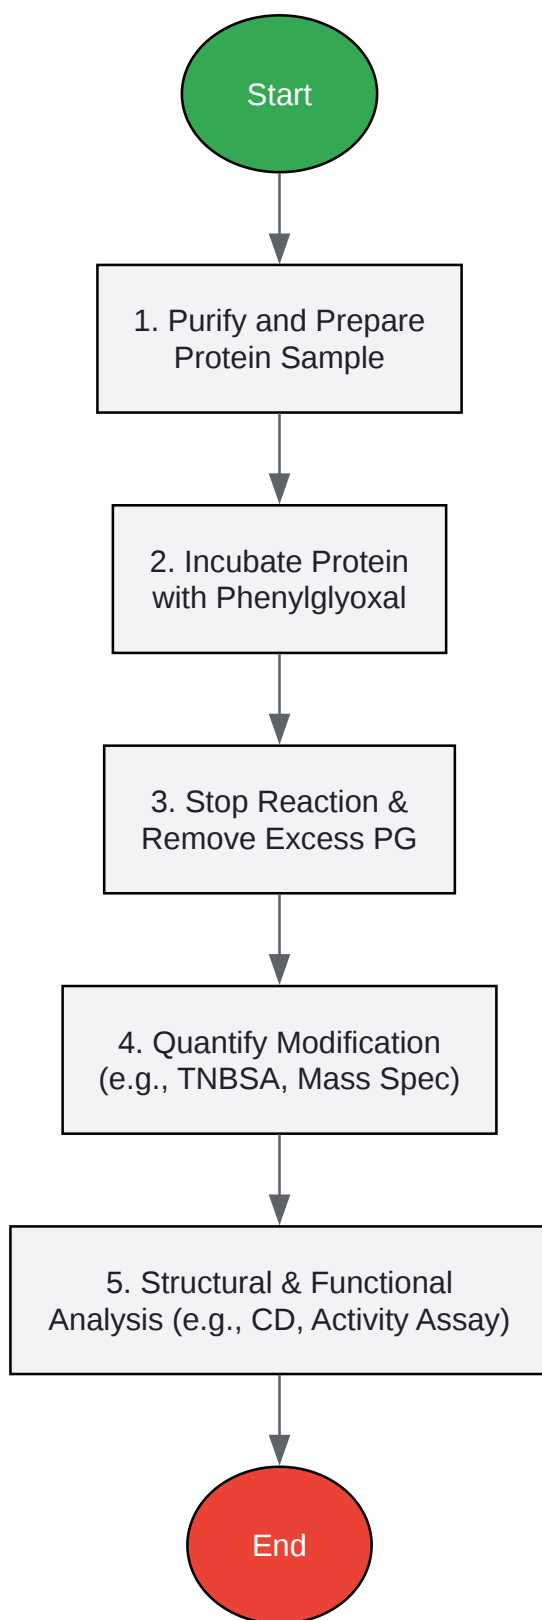 Start
1. Purify and Prepare
Protein Sample
2. Incubate Protein
with Phenylglyoxal
3. Stop Reaction &
Remove Excess PG
4. Quantify Modification
(e.g., TNBSA, Mass Spec)
5. Structural & Functional
Analysis (e.g., CD, Activity Assay)
End